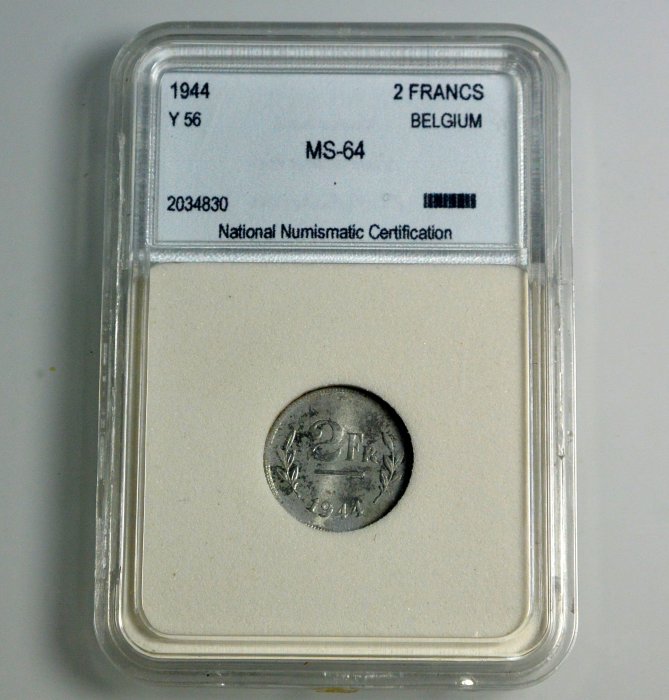 1944 2 FRANCS
Y 56 BELGIUM
MS-64
2034830
National Numismatic Certification
2 FR
1944